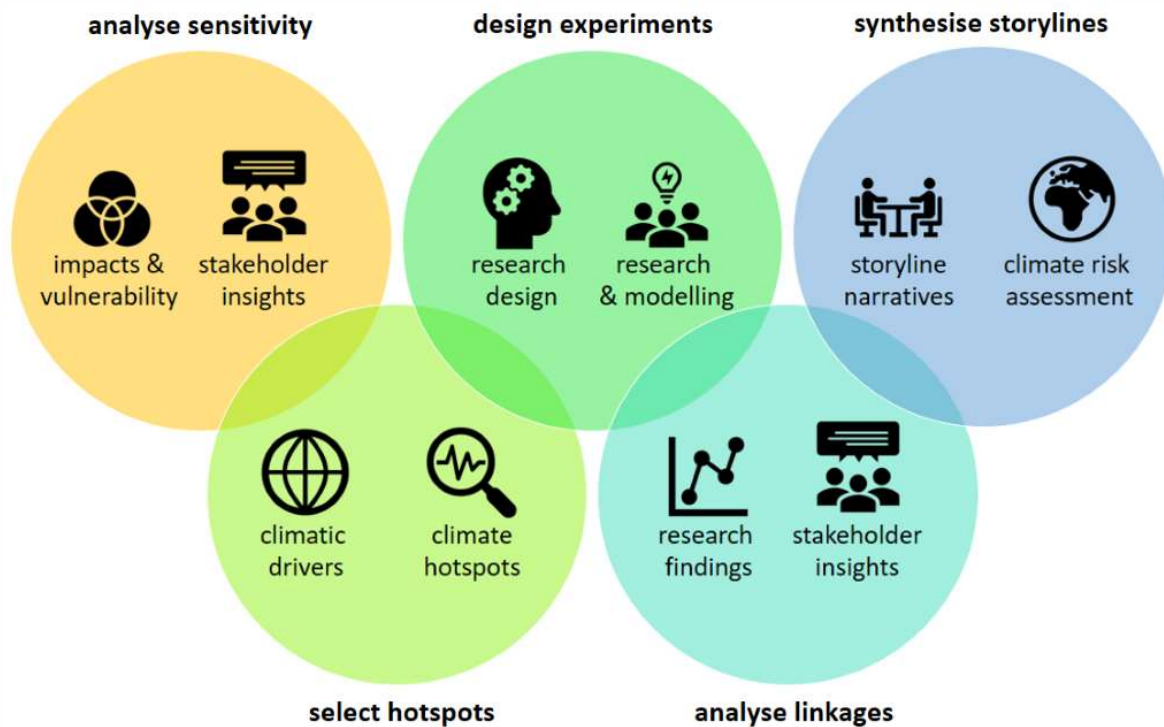 analyse sensitivity
design experiments
synthesise storylines
impacts &
vulnerability
stakeholder
insights
research
design
research
& modelling
storyline
narratives
climate risk
assessment
climatic
drivers
climate
hotspots
research
findings
stakeholder
insights
select hotspots
analyse linkages